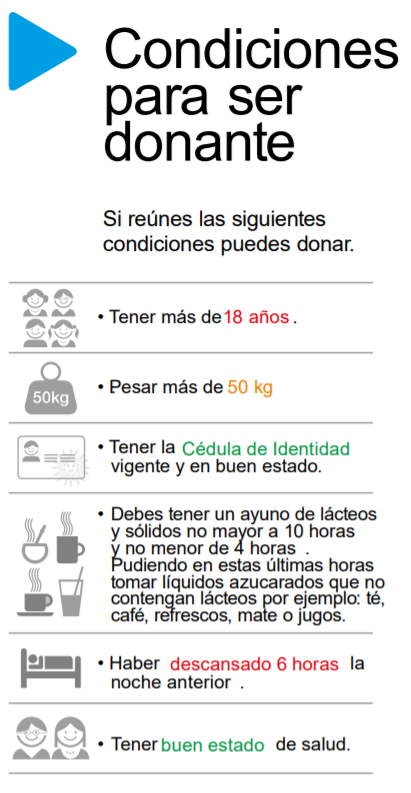 Condiciones
para ser
donante
Si reúnes las siguientes
condiciones puedes donar.
• Tener más de 18 años .
50kg
• Pesar más de 50 kg
• Tener la Cédula de Identidad
vigente y en buen estado.
• Debes tener un ayuno de lácteos
y sólidos no mayor a 10 horas
y no menor de 4 horas .
Pudiendo en estas últimas horas
tomar líquidos azucarados que no
contengan lácteos por ejemplo: té,
café, refrescos, mate o jugos.
• Haber descansado 6 horas la
noche anterior .
• Tener buen estado de salud.